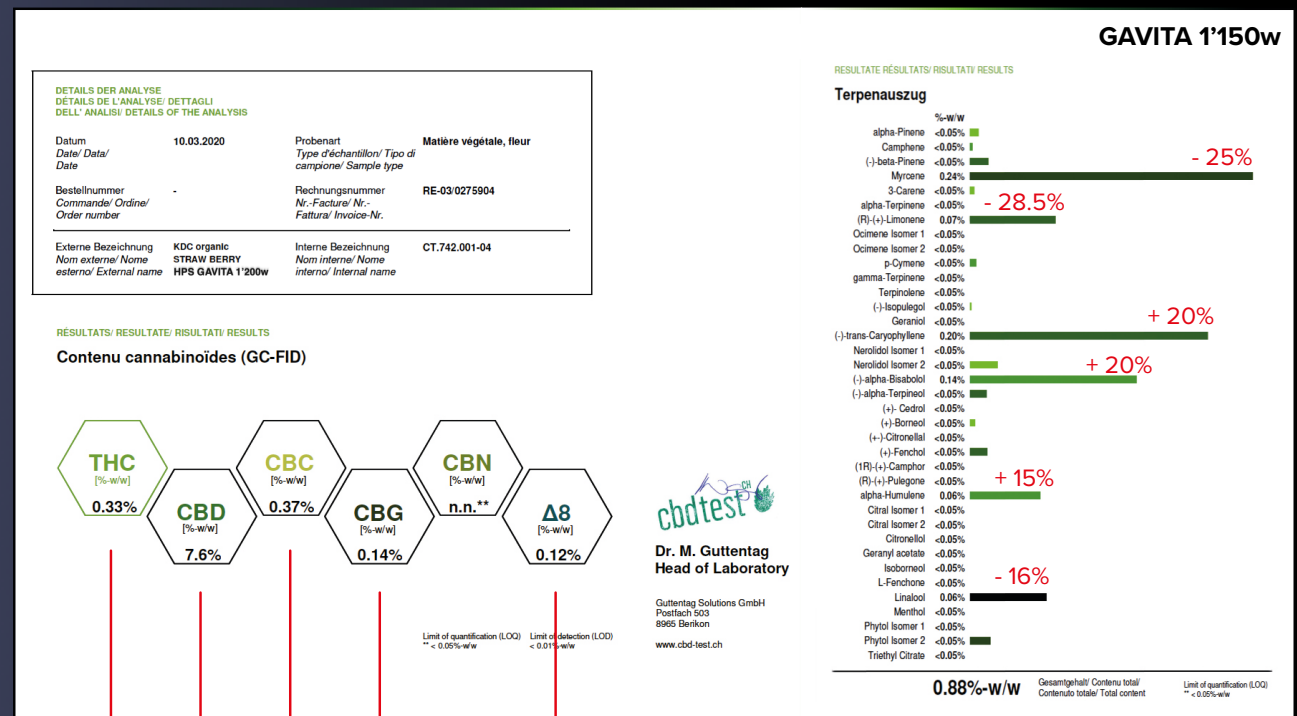 GAVITA 1'150w
DETAILS DER ANALYSE
DÉTAILS DE L'ANALYSE/ DETTAGLI
DELL' ANALISI/ DETAILS OF THE ANALYSIS
Datum
Date/ Data/
Date
10.03.2020
Probenart
Type d'échantillon/ Tipo di
campione/ Sample type
Matière végétale, fleur
Bestellnummer
Commande/ Ordine/
Order number
-
Rechnungsnummer
Nr.-Facture/ Nr.-
Fattura/ Invoice-Nr.
RE-03/0275904
Externe Bezeichnung
Nom externe/ Nome
esterno/ External name
KDC organic
STRAW BERRY
HPS GAVITA 1'200w
Interne Bezeichnung
Nom interne/ Nome
interno/ Internal name
CT.742.001-04
RÉSULTATS/ RESULTATE/ RISULTATI/ RESULTS
Contenu cannabinoïdes (GC-FID)
THC
[%-w/w]
0.33%
CBD
[%-w/w]
7.6%
CBC
[%-w/w]
0.37%
CBG
[%-w/w]
0.14%
CBN
[%-w/w]
n.n.**
Δ8
[%-w/w]
0.12%
Limit of quantification (LOQ)
** < 0.05%-w/w
Limit of detection (LOD)
< 0.01%-w/w
cbdtest CH
Dr. M. Guttentag
Head of Laboratory
Guttentag Solutions GmbH
Postfach 503
8965 Berikon
www.cbd-test.ch
RESULTATE RÉSULTATS/ RISULTATI/ RESULTS
Terpenauszug
%-w/w
alpha-Pinene <0.05%
Camphene <0.05%
(-)-beta-Pinene <0.05%
Myrcene 0.24% - 25%
3-Carene <0.05%
alpha-Terpinene <0.05%
(R)-(+)-Limonene 0.07% - 28.5%
Ocimene Isomer 1 <0.05%
Ocimene Isomer 2 <0.05%
p-Cymene <0.05%
gamma-Terpinene <0.05%
Terpinolene <0.05%
(-)-Isopulegol <0.05%
Geraniol <0.05%
(-)-trans-Caryophyllene 0.20% + 20%
Nerolidol Isomer 1 <0.05%
Nerolidol Isomer 2 <0.05%
(-)-alpha-Bisabolol 0.14% + 20%
(-)-alpha-Terpineol <0.05%
(+)- Cedrol <0.05%
(+)-Borneol <0.05%
(+-)-Citronellal <0.05%
(+)-Fenchol <0.05%
(1R)-(+)-Camphor <0.05%
(R)-(+)-Pulegone <0.05%
alpha-Humulene 0.06% + 15%
Citral Isomer 1 <0.05%
Citral Isomer 2 <0.05%
Citronellol <0.05%
Geranyl acetate <0.05%
Isoborneol <0.05%
L-Fenchone <0.05%
Linalool 0.06% - 16%
Menthol <0.05%
Phytol Isomer 1 <0.05%
Phytol Isomer 2 <0.05%
Triethyl Citrate <0.05%
0.88%-w/w
Gesamtgehalt/ Contenu total/
Contenuto totale/ Total content
Limit of quantification (LOQ)
** < 0.05%-w/w